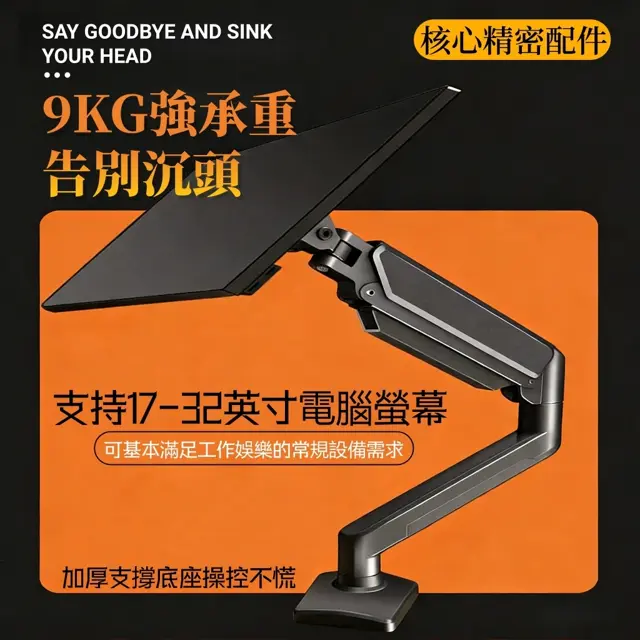 SAY GOODBYE AND SINK
YOUR HEAD
核心精密配件
9KG強承重
告別沉頭
支持17-32英寸電腦螢幕
可基本滿足工作娛樂的常規設備需求
加厚支撐底座操控不慌